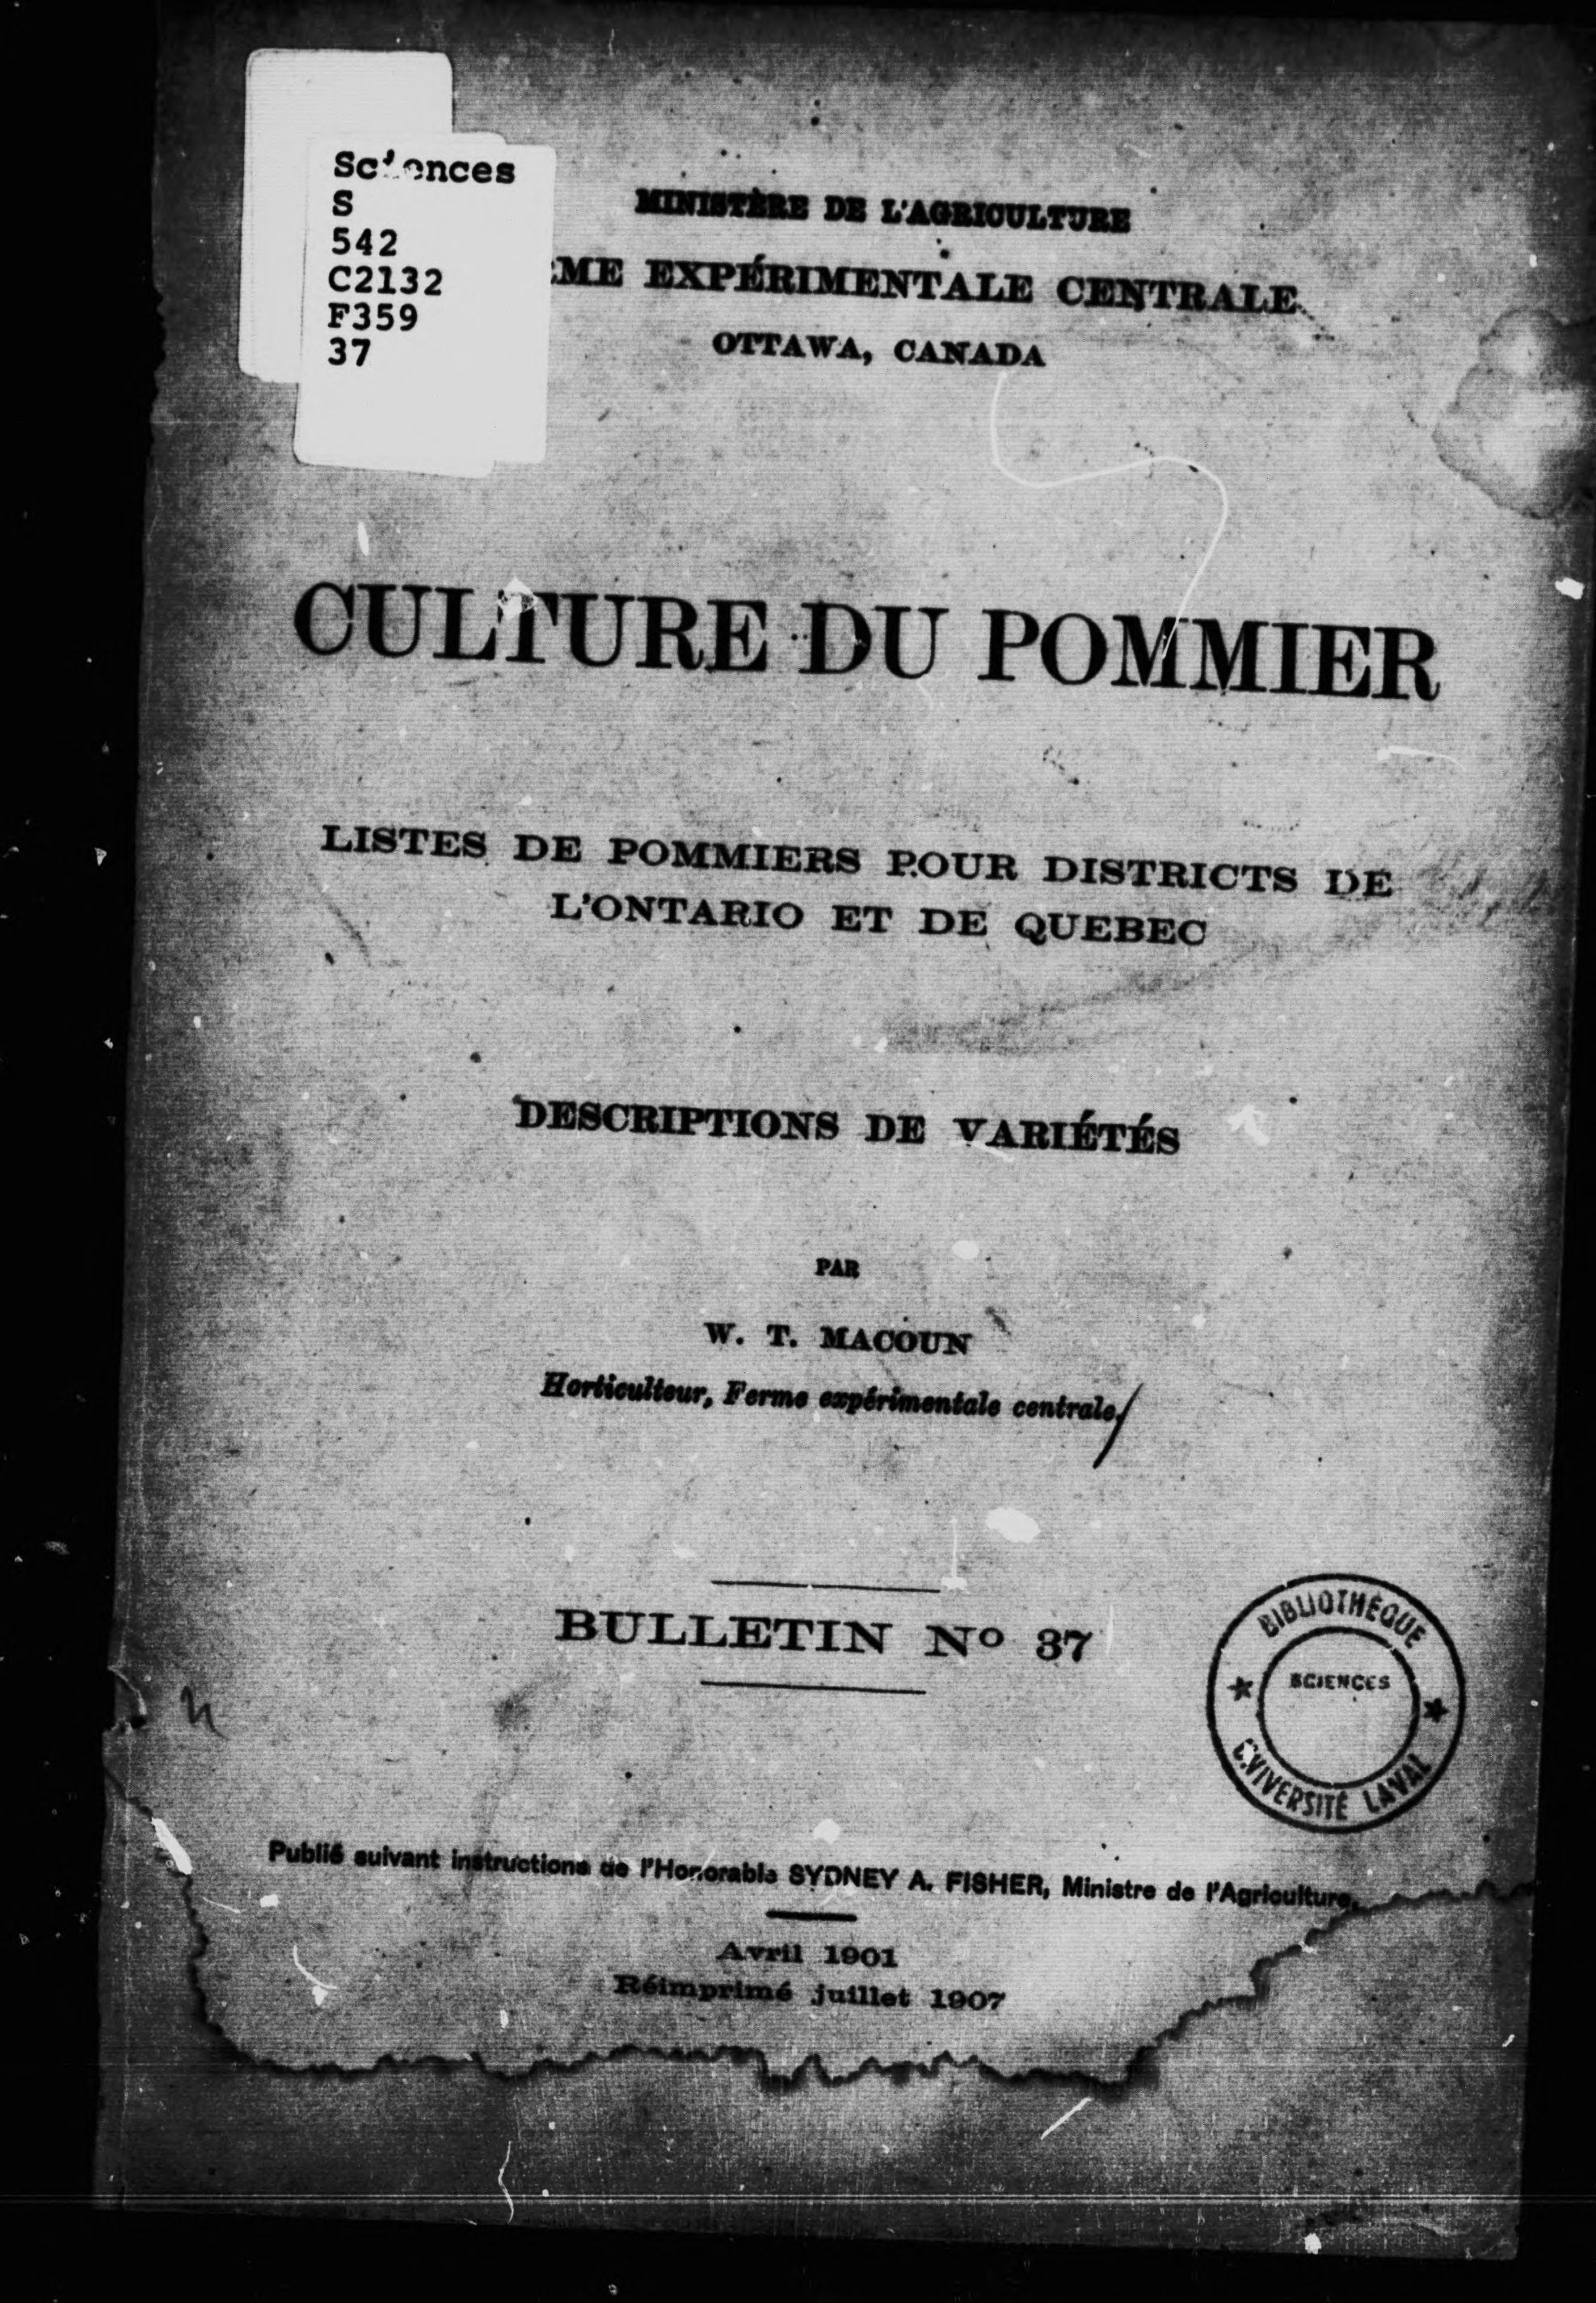 Sciences
S
542
C2132
F359
37
MINISTÈRE DE L'AGRICULTURE
ME EXPÉRIMENTALE CENTRALE
OTTAWA, CANADA
CULTURE DU POMMIER
LISTES DE POMMIERS POUR DISTRICTS DE
L'ONTARIO ET DE QUEBEC
DESCRIPTIONS DE VARIÉTÉS
PAR
W. T. MACOUN
Horticulteur, Ferme expérimentale centrale,
BULLETIN No 37
BIBLIOTHÈQUE
SCIENCES
UNIVERSITÉ LAVAL
Publié suivant instructions de l'Honorable SYDNEY A. FISHER, Ministre de l'Agriculture.
Avril 1901
Réimprimé juillet 1907